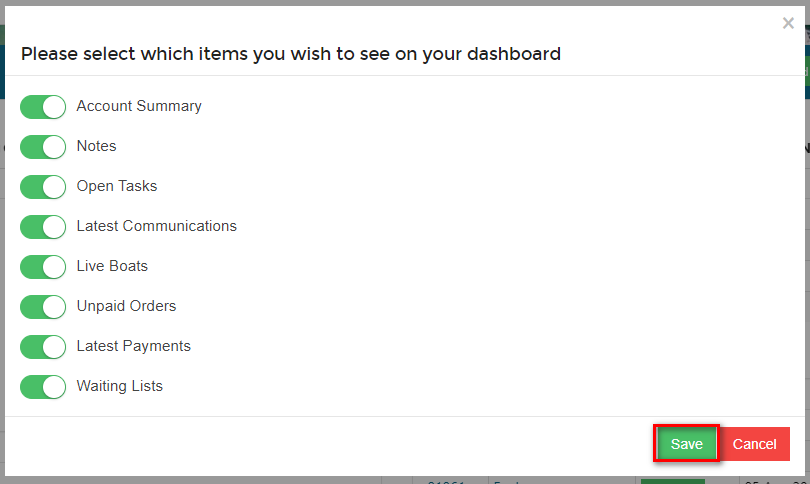 ×
Please select which items you wish to see on your dashboard
Account Summary
Notes
Open Tasks
Latest Communications
Live Boats
Unpaid Orders
Latest Payments
Waiting Lists
Save Cancel